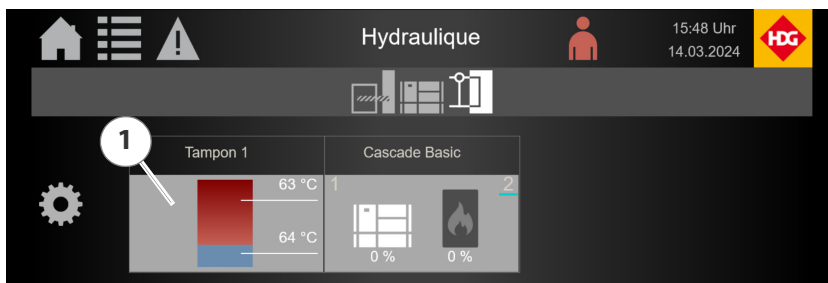 Hydraulique
15:48 Uhr
14.03.2024
HDG
1
Tampon 1
Cascade Basic
63 °C
64 °C
1
2
0 %
0 %